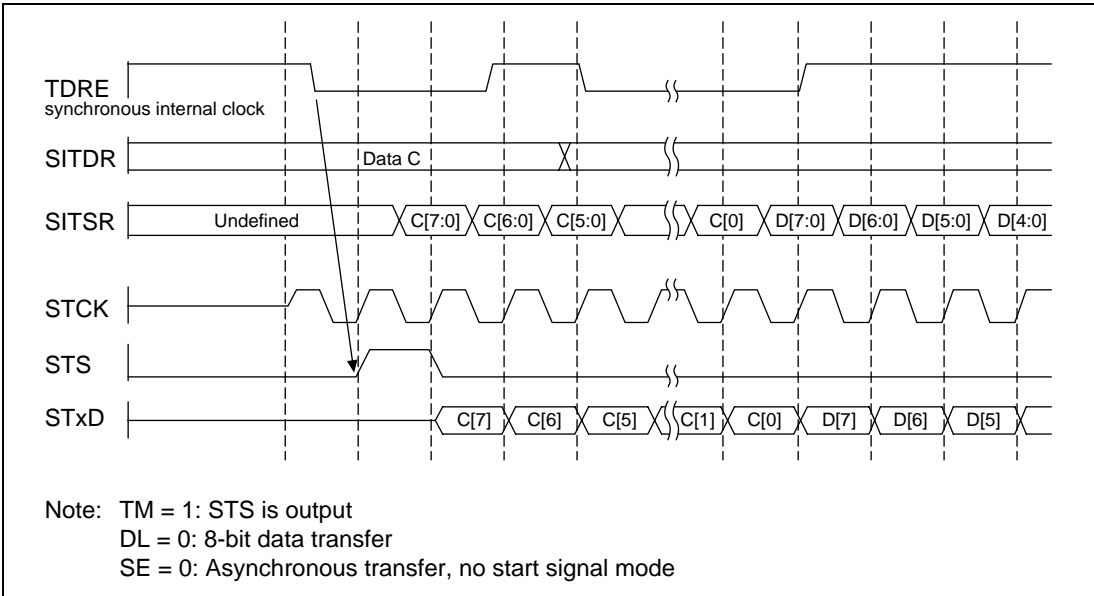 TDRE
synchronous internal clock
SITDR
Data C
SITSR
Undefined C[7:0] C[6:0] C[5:0] C[0] D[7:0] D[6:0] D[5:0] D[4:0]
STCK
STS
STxD
C[7] C[6] C[5] C[1] C[0] D[7] D[6] D[5]
Note: TM = 1: STS is output
DL = 0: 8-bit data transfer
SE = 0: Asynchronous transfer, no start signal mode